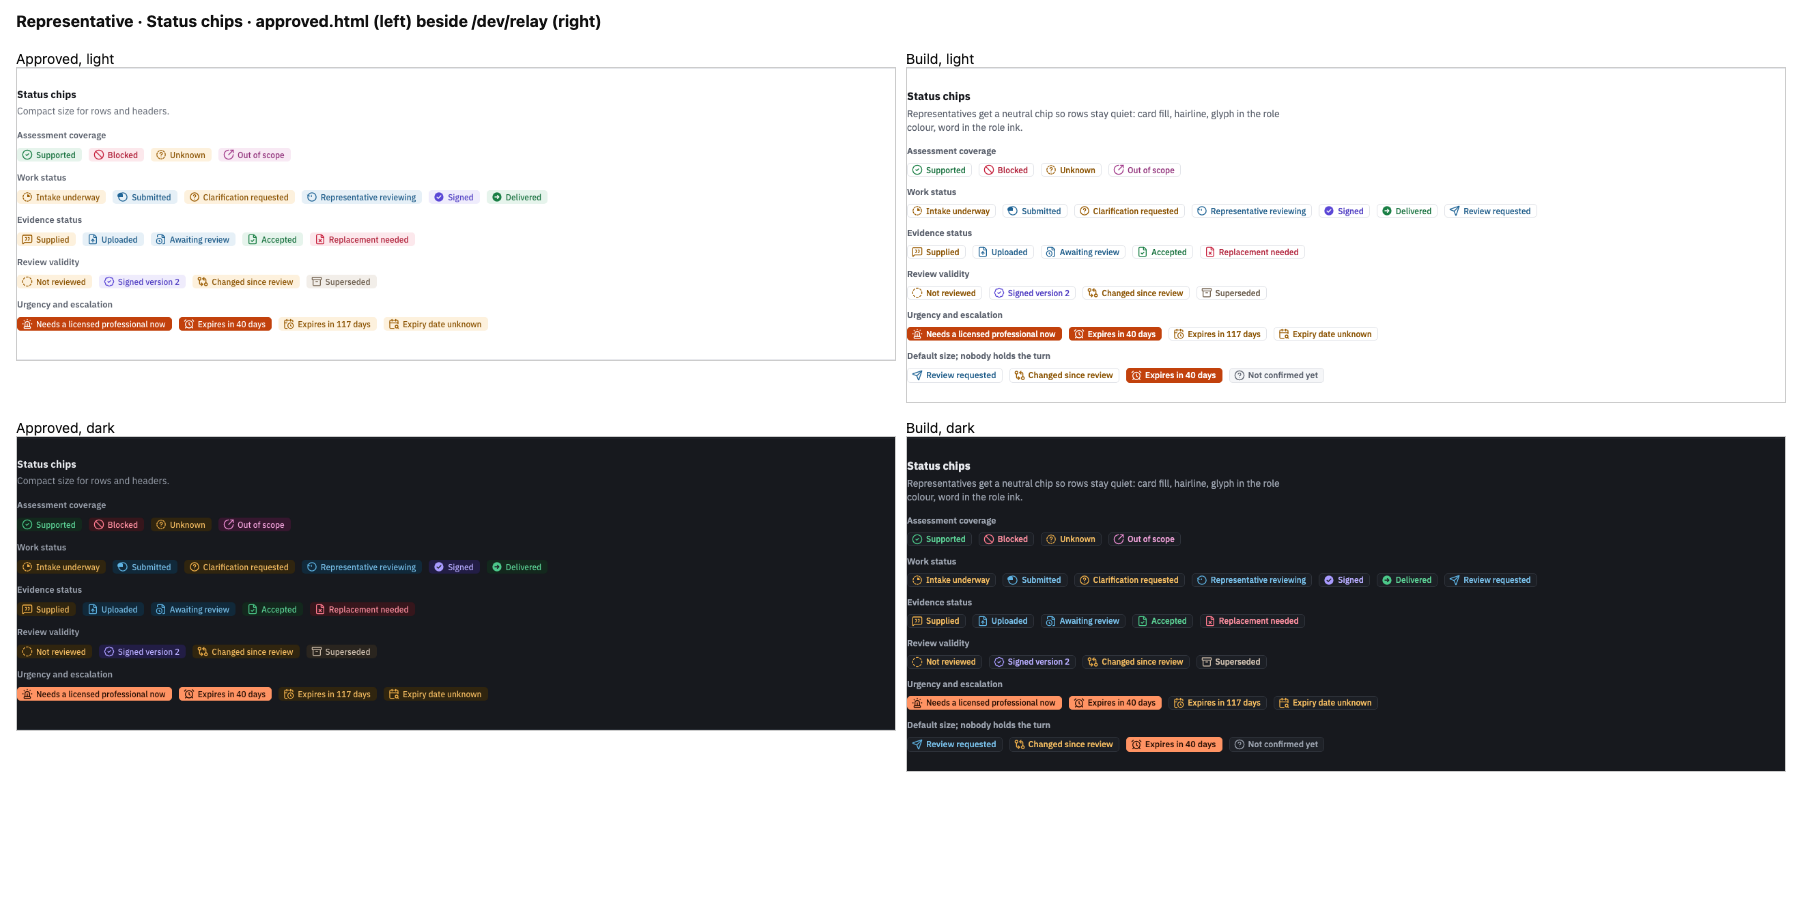 Representative · Status chips · approved.html (left) beside /dev/relay (right)
Approved, light
Status chips
Compact size for rows and headers.
Assessment coverage
Supported Blocked Unknown Out of scope
Work status
Intake underway Submitted Clarification requested Representative reviewing Signed Delivered
Evidence status
Supplied Uploaded Awaiting review Accepted Replacement needed
Review validity
Not reviewed Signed version 2 Changed since review Superseded
Urgency and escalation
Needs a licensed professional now Expires in 40 days Expires in 117 days Expiry date unknown
Build, light
Status chips
Representatives get a neutral chip so rows stay quiet: card fill, hairline, glyph in the role
colour, word in the role ink.
Assessment coverage
Supported Blocked Unknown Out of scope
Work status
Intake underway Submitted Clarification requested Representative reviewing Signed Delivered Review requested
Evidence status
Supplied Uploaded Awaiting review Accepted Replacement needed
Review validity
Not reviewed Signed version 2 Changed since review Superseded
Urgency and escalation
Needs a licensed professional now Expires in 40 days Expires in 117 days Expiry date unknown
Default size; nobody holds the turn
Review requested Changed since review Expires in 40 days Not confirmed yet
Approved, dark
Status chips
Compact size for rows and headers.
Assessment coverage
Supported Blocked Unknown Out of scope
Work status
Intake underway Submitted Clarification requested Representative reviewing Signed Delivered
Evidence status
Supplied Uploaded Awaiting review Accepted Replacement needed
Review validity
Not reviewed Signed version 2 Changed since review Superseded
Urgency and escalation
Needs a licensed professional now Expires in 40 days Expires in 117 days Expiry date unknown
Build, dark
Status chips
Representatives get a neutral chip so rows stay quiet: card fill, hairline, glyph in the role
colour, word in the role ink.
Assessment coverage
Supported Blocked Unknown Out of scope
Work status
Intake underway Submitted Clarification requested Representative reviewing Signed Delivered Review requested
Evidence status
Supplied Uploaded Awaiting review Accepted Replacement needed
Review validity
Not reviewed Signed version 2 Changed since review Superseded
Urgency and escalation
Needs a licensed professional now Expires in 40 days Expires in 117 days Expiry date unknown
Default size; nobody holds the turn
Review requested Changed since review Expires in 40 days Not confirmed yet